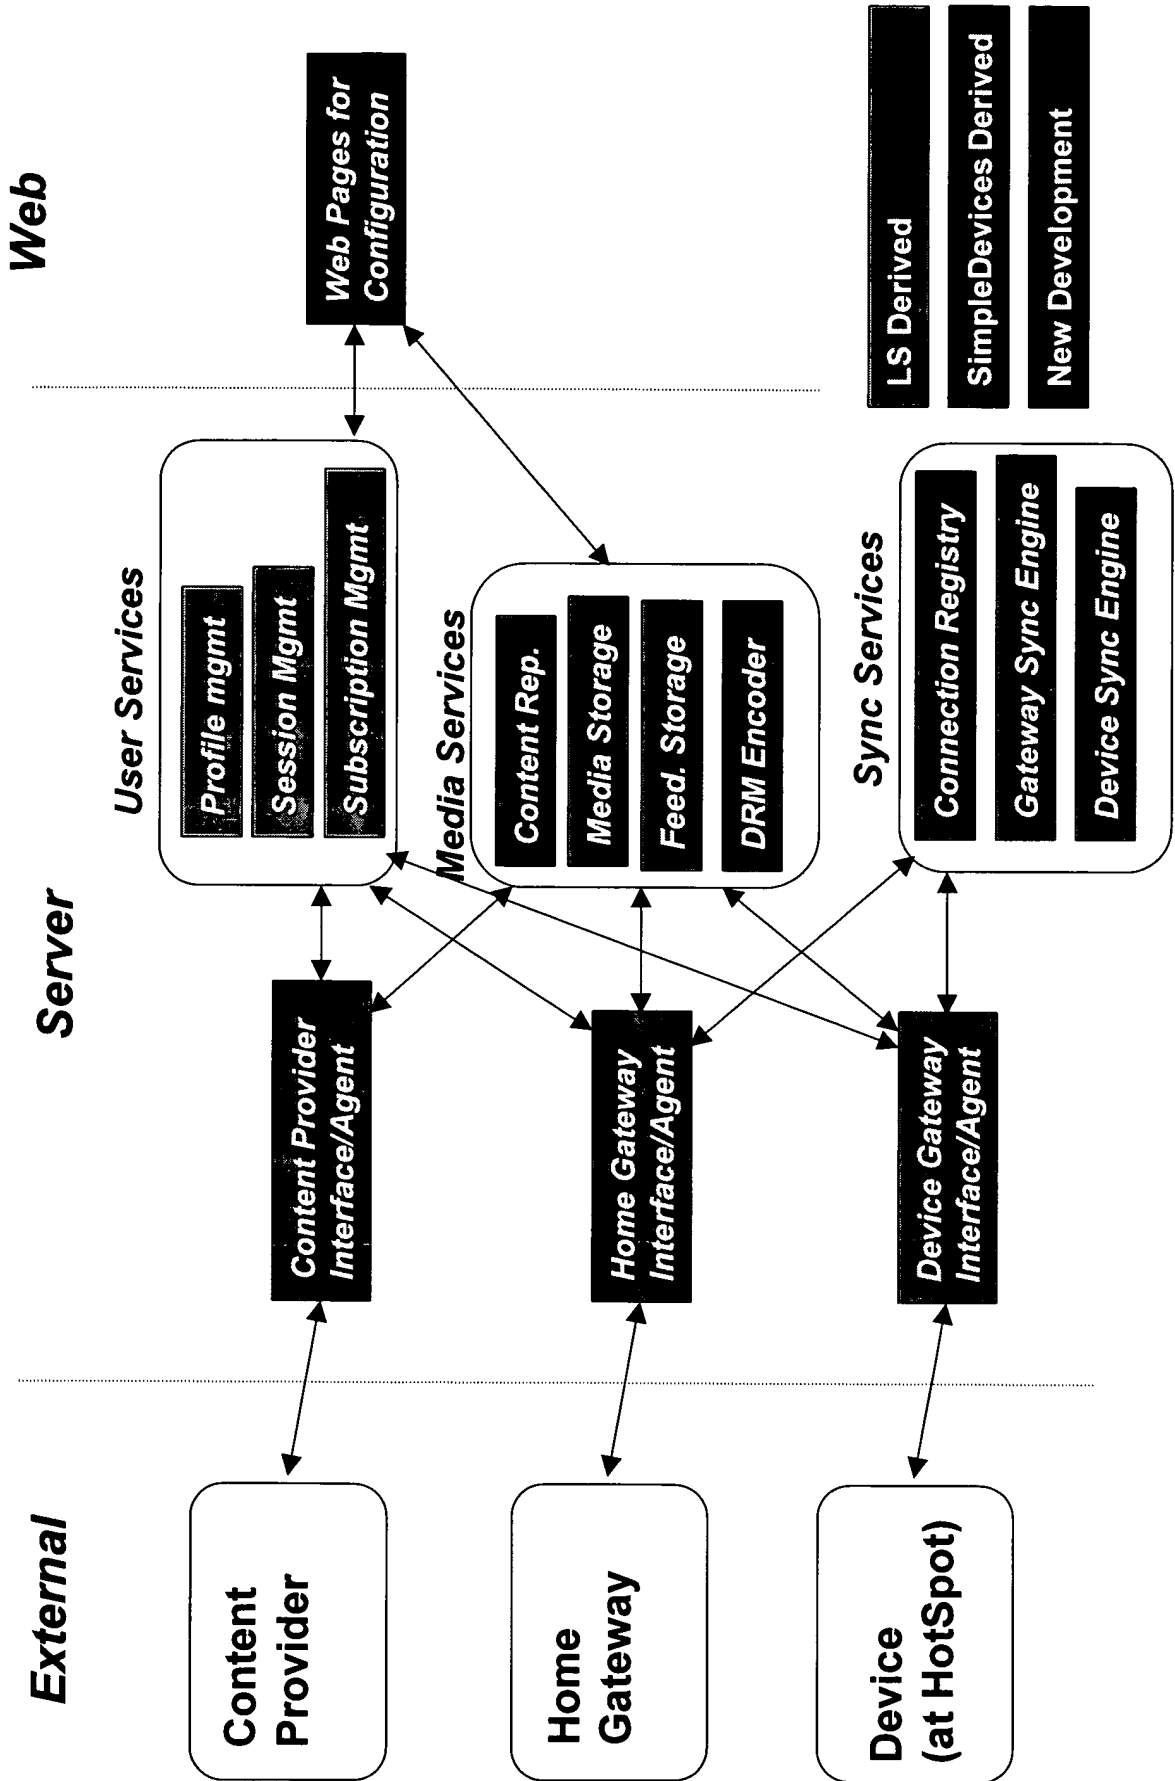 External
Server
Web
Content
Provider
Home
Gateway
Device
(at HotSpot)
Content Provider
Interface/Agent
Home Gateway
Interface/Agent
Device Gateway
Interface/Agent
User Services
Profile mgmt
Session Mgmt
Subscription Mgmt
Media Services
Content Rep.
Media Storage
Feed. Storage
DRM Encoder
Sync Services
Connection Registry
Gateway Sync Engine
Device Sync Engine
Web Pages for
Configuration
LS Derived
SimpleDevices Derived
New Development